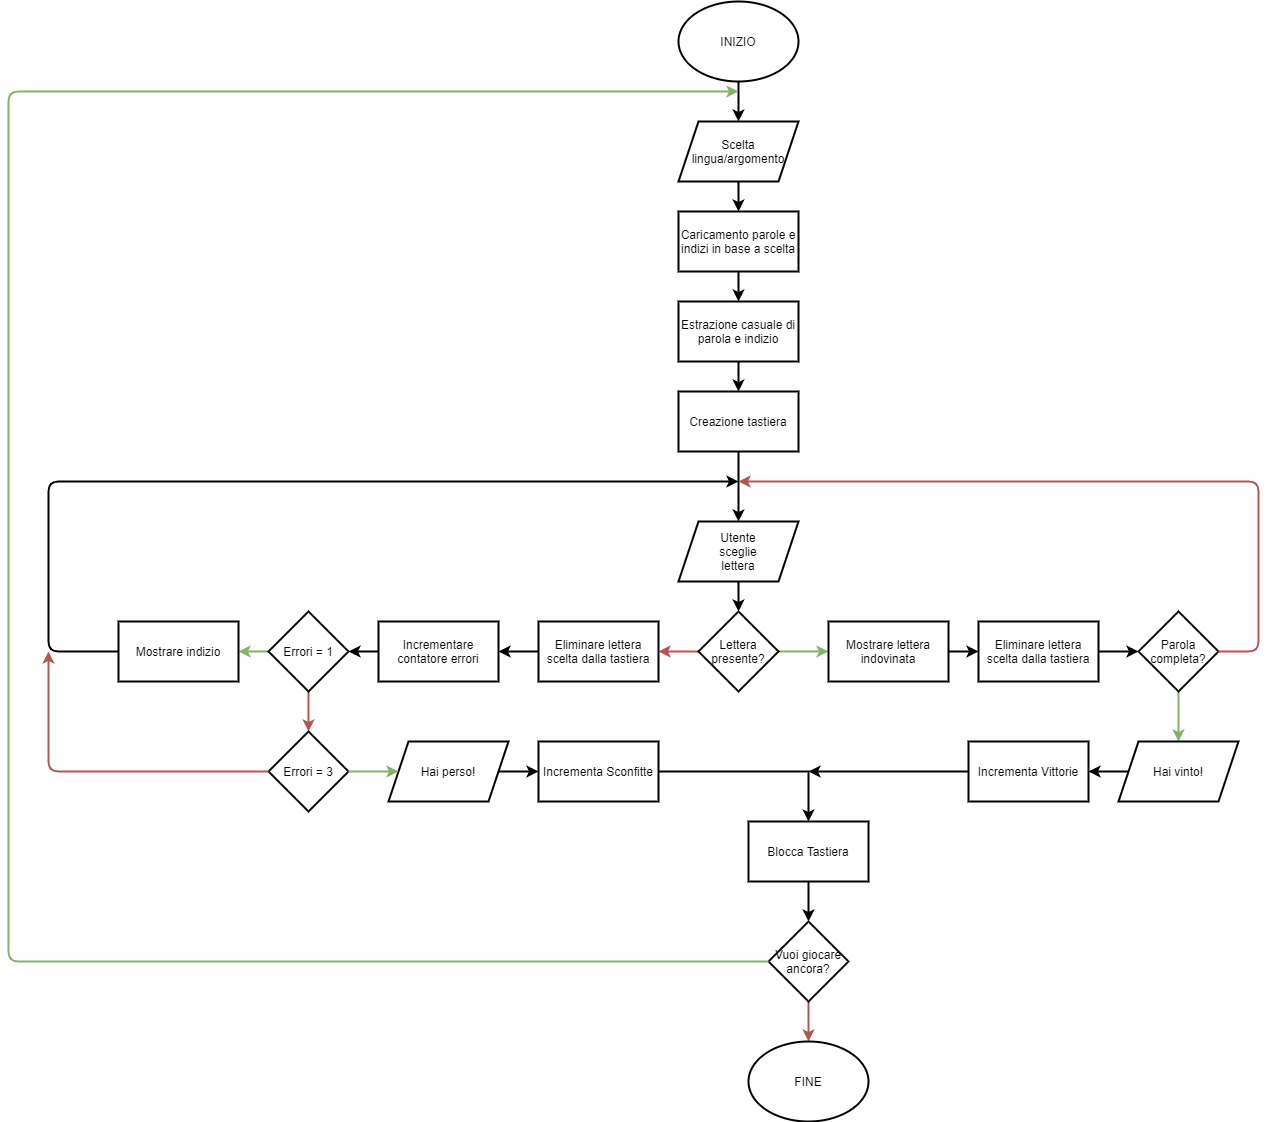 INIZIO
Scelta
lingua/argomento
Caricamento parole e
indizi in base a scelta
Estrazione casuale di
parola e indizio
Creazione tastiera
Utente
sceglie
lettera
Mostrare indizio
Errori = 1
Incrementare
contatore errori
Eliminare lettera
scelta dalla tastiera
Lettera
presente?
Mostrare lettera
indovinata
Eliminare lettera
scelta dalla tastiera
Parola
completa?
Errori = 3
Hai perso!
Incrementa Sconfitte
Incrementa Vittorie
Hai vinto!
Blocca Tastiera
Vuoi giocare
ancora?
FINE